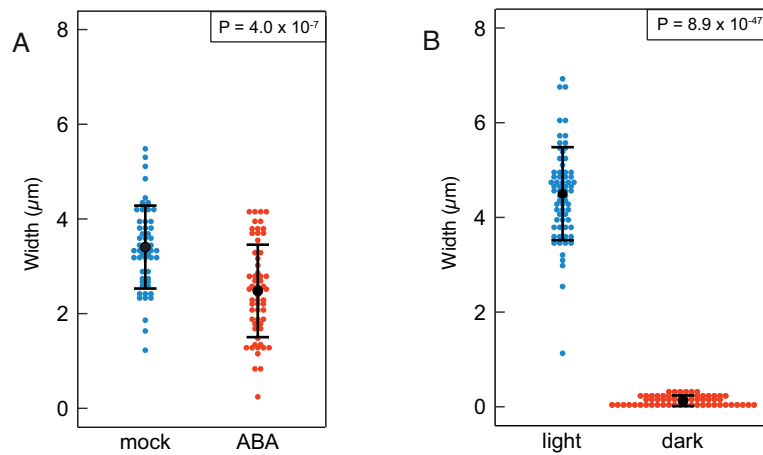 A
P = 4.0 x 10-7
Width (µm)
8
6
4
2
0
mock ABA
B
P = 8.9 x 10-47
Width (µm)
8
6
4
2
0
light dark